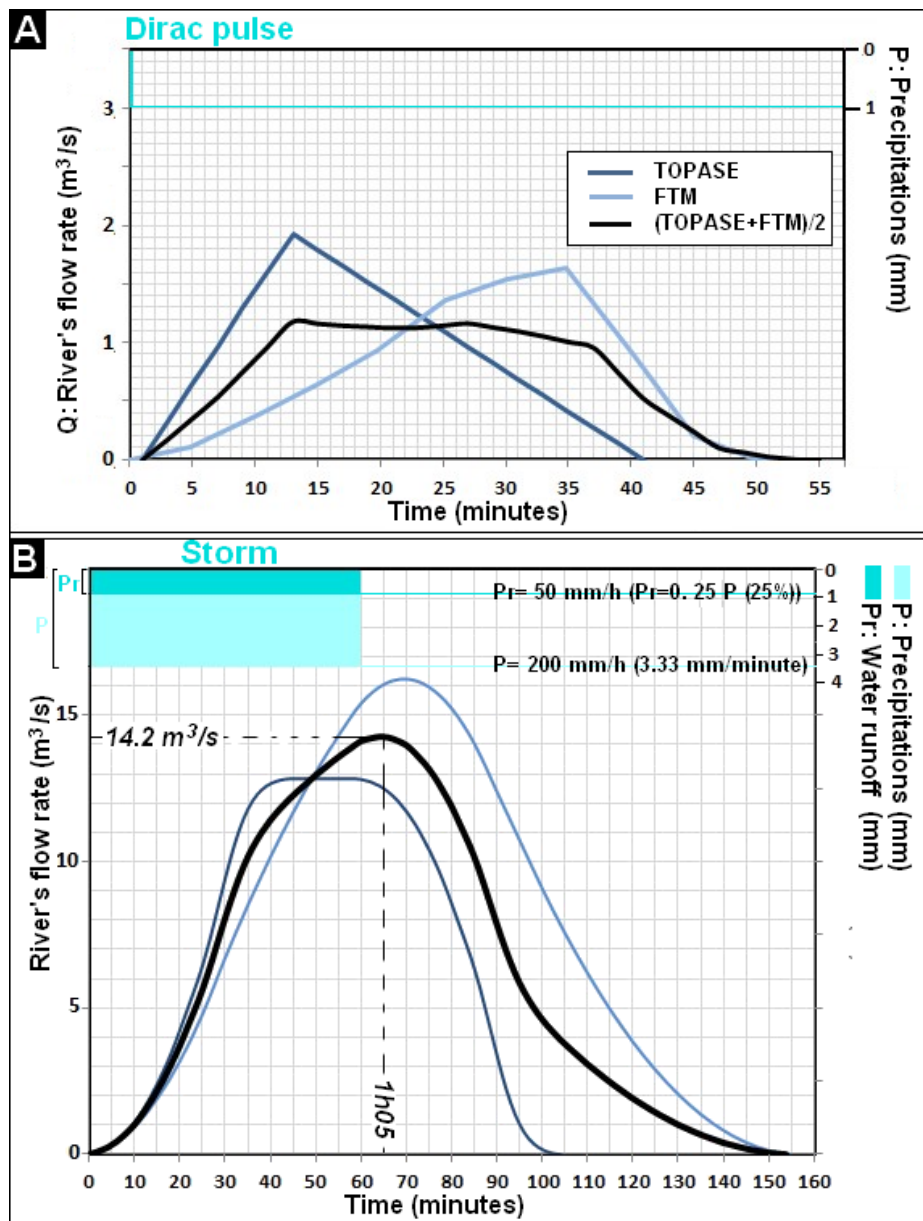 A
Dirac pulse
Q: River's flow rate (m³/s)
3
2
1
0
0
1
P: Precipitations (mm)
TOPASE
FTM
(TOPASE+FTM)/2
0 5 10 15 20 25 30 35 40 45 50 55
Time (minutes)
B
Storm
Pr
P
Pr= 50 mm/h (Pr=0. 25 P (25%))
P= 200 mm/h (3.33 mm/minute)
0
1
2
3
4
P: Precipitations (mm)
Pr: Water runoff (mm)
River's flow rate (m³/s)
15
10
5
0
14.2 m³/s
1h05
0 10 20 30 40 50 60 70 80 90 100 110 120 130 140 150 160
Time (minutes)